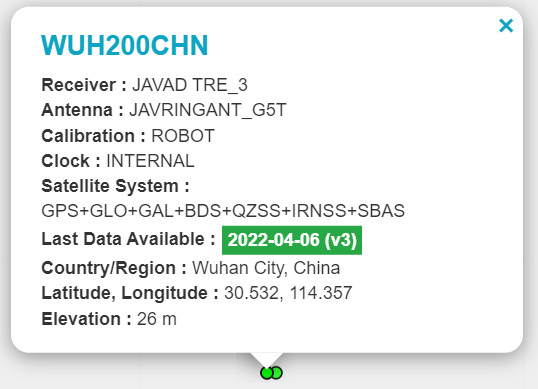 WUH200CHN
Receiver : JAVAD TRE_3
Antenna : JAVRINGANT_G5T
Calibration : ROBOT
Clock : INTERNAL
Satellite System :
GPS+GLO+GAL+BDS+QZSS+IRNSS+SBAS
Last Data Available : 2022-04-06 (v3)
Country/Region : Wuhan City, China
Latitude, Longitude : 30.532, 114.357
Elevation : 26 m